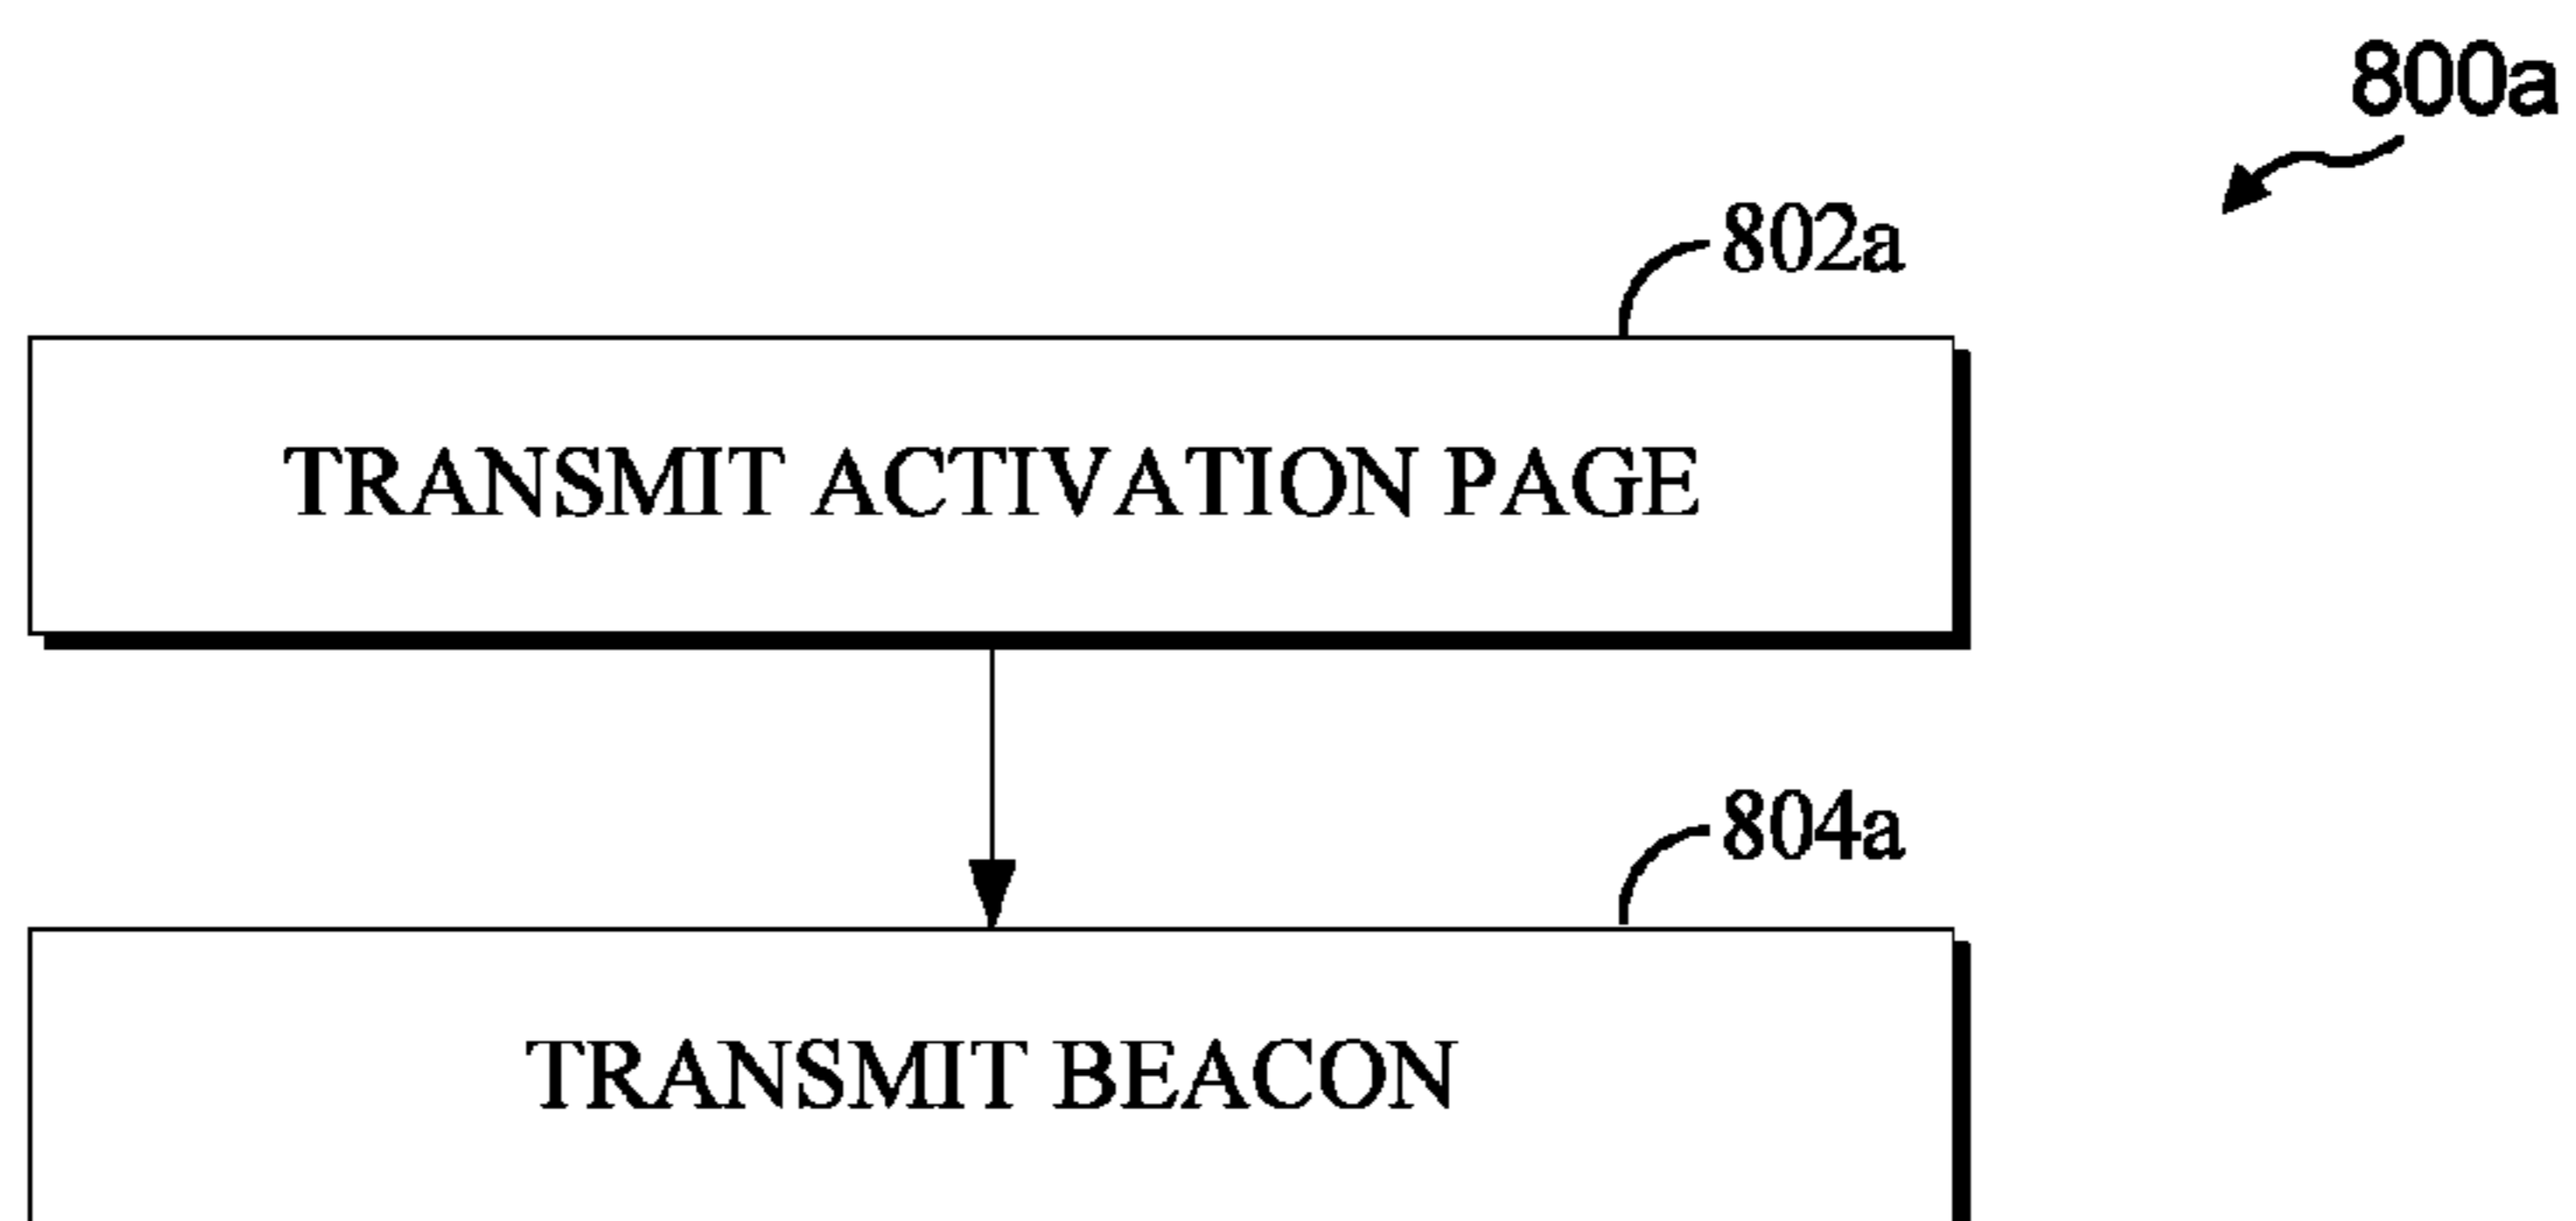 800a
802a
TRANSMIT ACTIVATION PAGE
804a
TRANSMIT BEACON